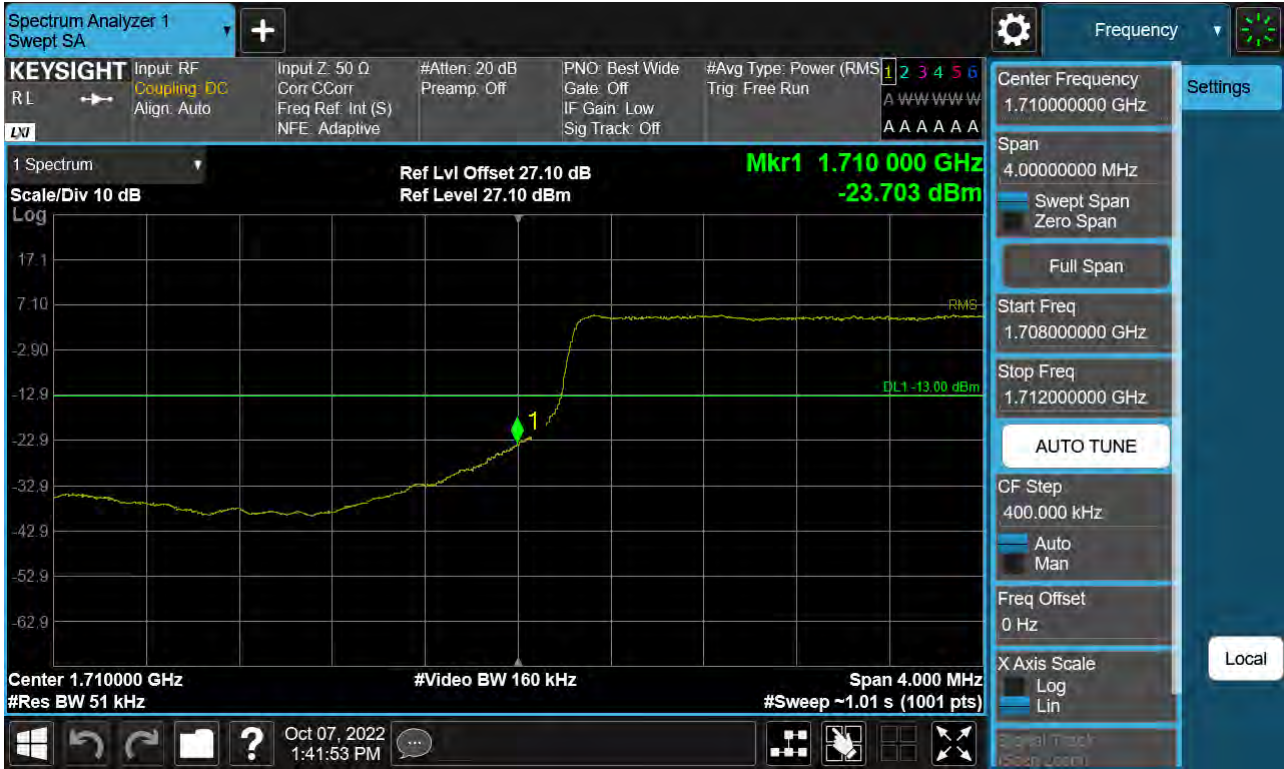 Spectrum Analyzer 1
Swept SA
Frequency
KEYSIGHT
R L
LXI
Input: RF
Coupling: DC
Align: Auto
Input Z: 50 Ω
Corr CCorr
Freq Ref: Int (S)
NFE: Adaptive
#Atten: 20 dB
Preamp: Off
PNO: Best Wide
Gate: Off
IF Gain: Low
Sig Track: Off
#Avg Type: Power (RMS
Trig: Free Run
1 2 3 4 5 6
A W W W W W
A A A A A A
1 Spectrum
Scale/Div 10 dB
Log
Ref Lvl Offset 27.10 dB
Ref Level 27.10 dBm
Mkr1 1.710 000 GHz
-23.703 dBm
17.1
7.10
-2.90
-12.9
-22.9
-32.9
-42.9
-52.9
-62.9
RMS
DL1 -13.00 dBm
1
Center 1.710000 GHz
#Res BW 51 kHz
#Video BW 160 kHz
Span 4.000 MHz
#Sweep ~1.01 s (1001 pts)
Center Frequency
1.710000000 GHz
Span
4.00000000 MHz
Swept Span
Zero Span
Full Span
Start Freq
1.708000000 GHz
Stop Freq
1.712000000 GHz
AUTO TUNE
CF Step
400.000 kHz
Auto
Man
Freq Offset
0 Hz
X Axis Scale
Log
Lin
Signal Track
(Span Zoom)
Settings
Local
?
Oct 07, 2022
1:41:53 PM